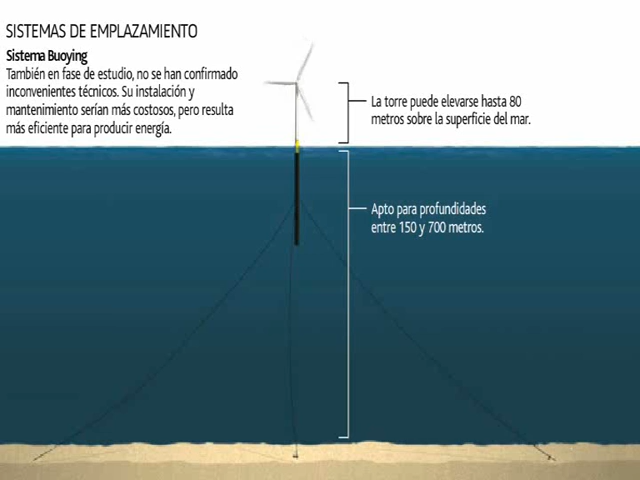 SISTEMAS DE EMPLAZAMIENTO
Sistema Buoying
También en fase de estudio, no se han confirmado
inconvenientes técnicos. Su instalación y
mantenimiento serían más costosos, pero resulta
más eficiente para producir energía.
La torre puede elevarse hasta 80
metros sobre la superficie del mar.
Apto para profundidades
entre 150 y 700 metros.